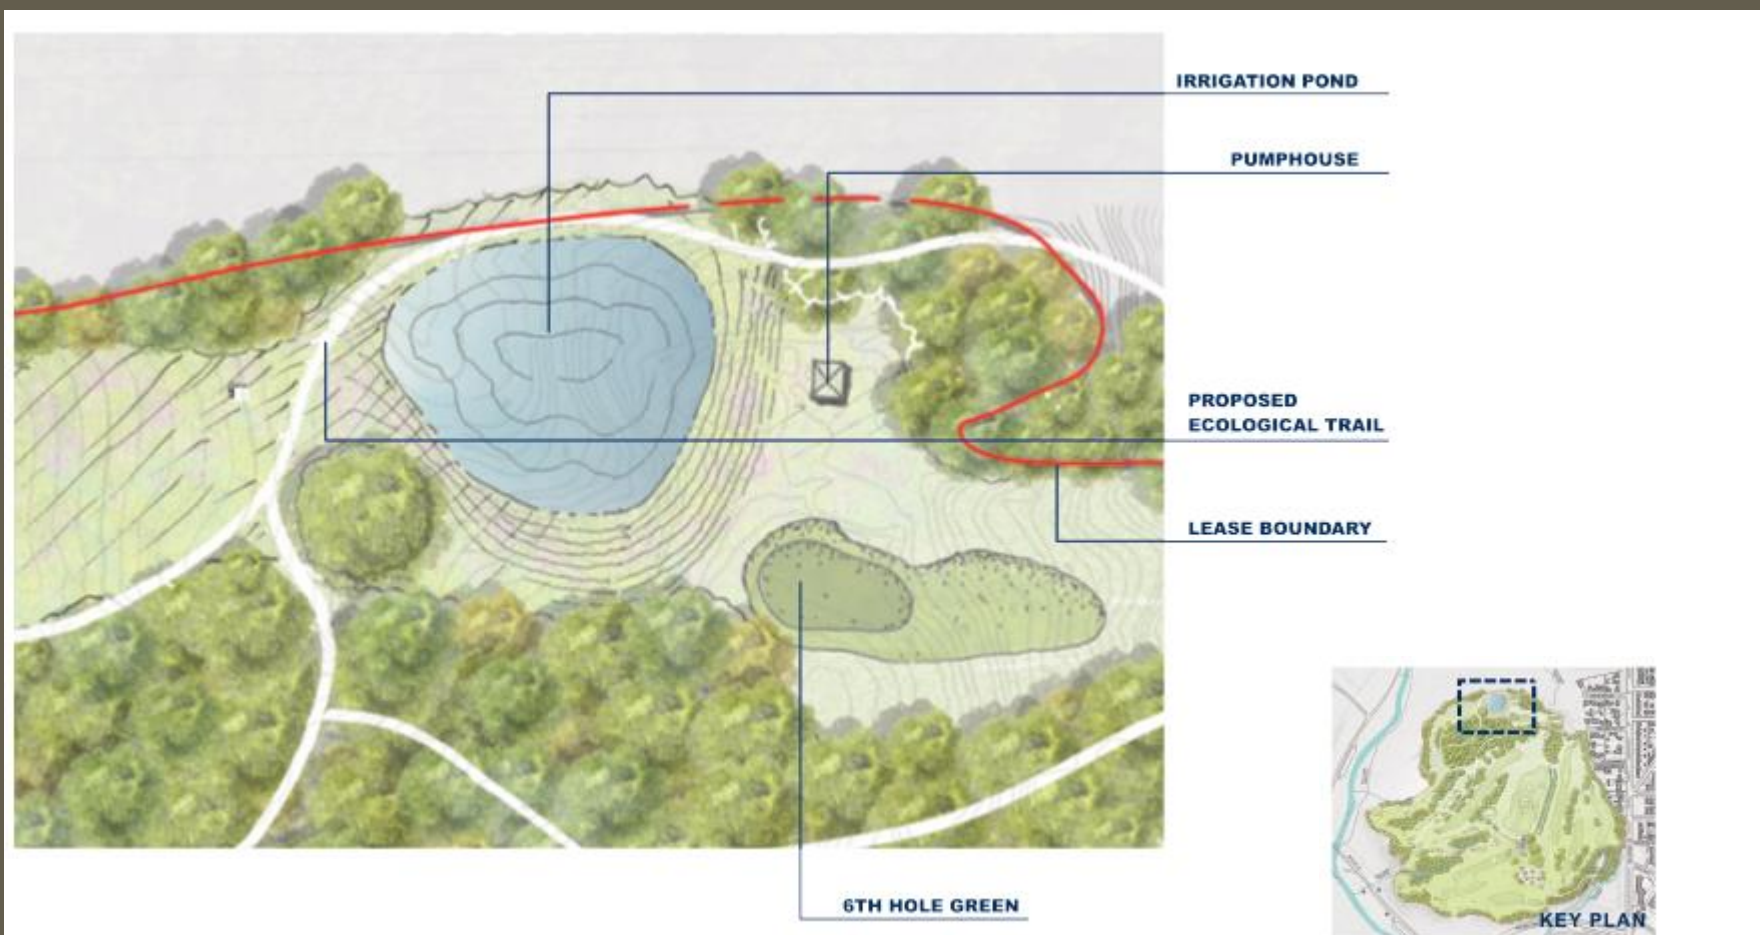 IRRIGATION POND
PUMPHOUSE
PROPOSED
ECOLOGICAL TRAIL
LEASE BOUNDARY
6TH HOLE GREEN
KEY PLAN